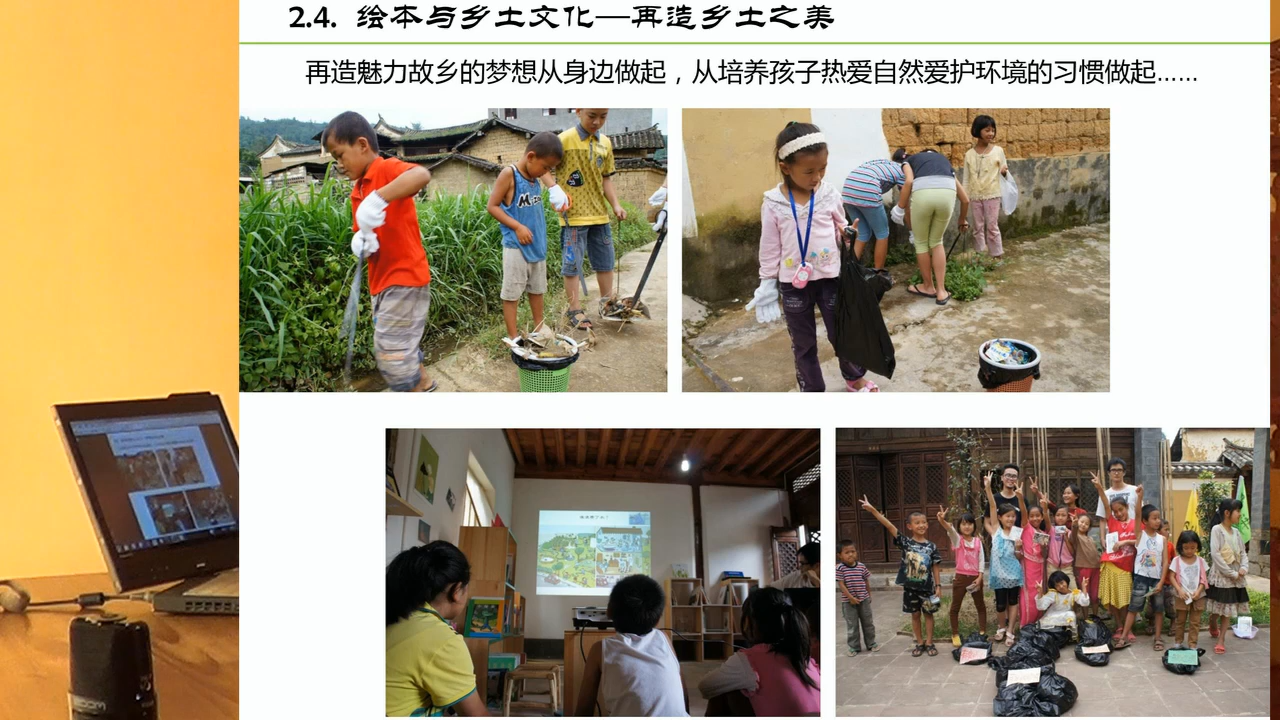 2.4. 绘本与乡土文化—再造乡土之美
再造魅力故乡的梦想从身边做起，从培养孩子热爱自然爱护环境的习惯做起......